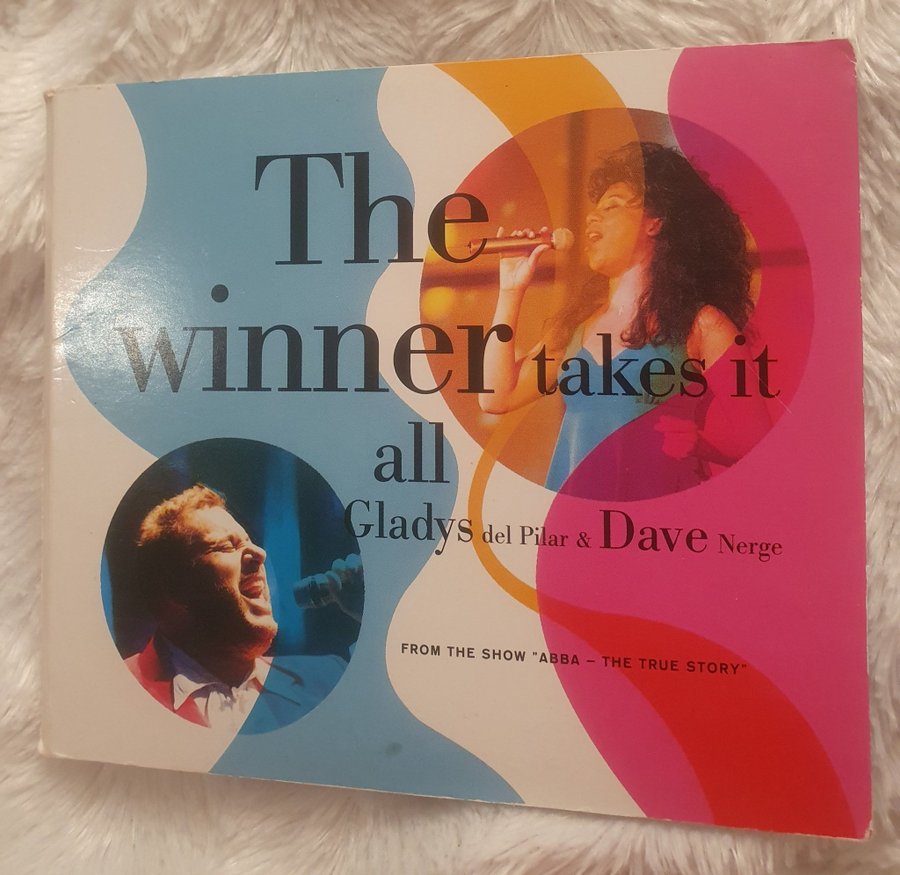 The
winner takes it
all
Gladys del Pilar & Dave Nerge
FROM THE SHOW "ABBA – THE TRUE STORY"